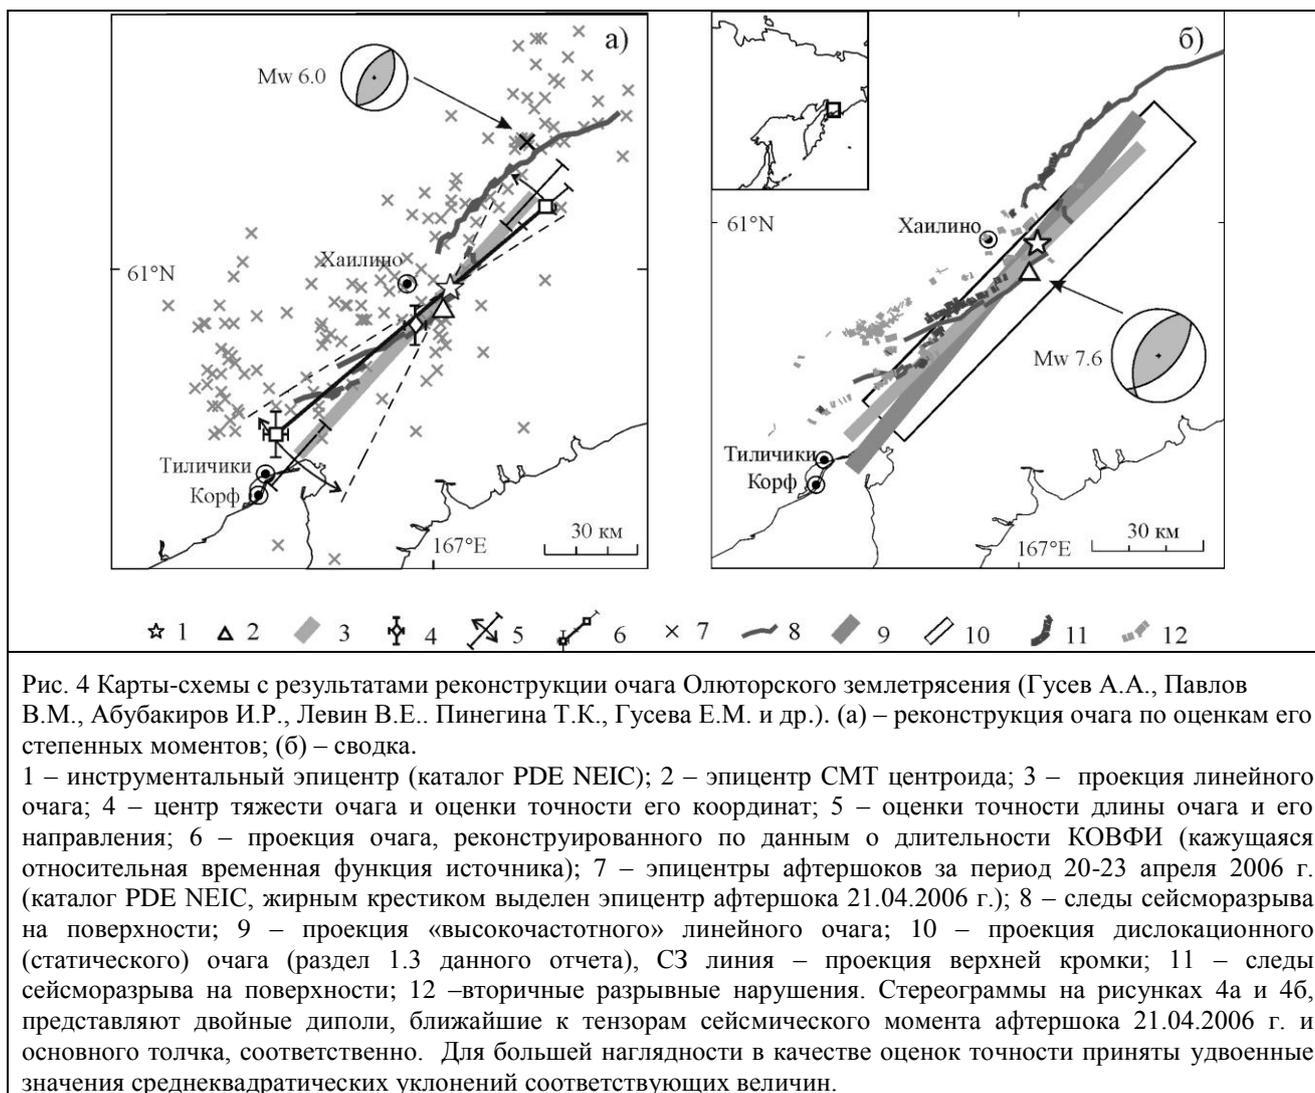 а)
б)
Mw 6.0
Хаилино
61°N
61°N
Хаилино
Mw 7.6
Тиличики
Корф
Тиличики
Корф
30 км
167°E
30 км
167°E
1 2 3 4 5 6 7 8 9 10 11 12
Рис. 4 Карты-схемы с результатами реконструкции очага Олюторского землетрясения (Гусев А.А., Павлов
В.М., Абубакиров И.Р., Левин В.Е.. Пинегина Т.К., Гусева Е.М. и др.). (а) – реконструкция очага по оценкам его
степенных моментов; (б) – сводка.
1 – инструментальный эпицентр (каталог PDE NEIC); 2 – эпицентр СМТ центроида; 3 – проекция линейного
очага; 4 – центр тяжести очага и оценки точности его координат; 5 – оценки точности длины очага и его
направления; 6 – проекция очага, реконструированного по данным о длительности КОВФИ (кажущаяся
относительная временная функция источника); 7 – эпицентры афтершоков за период 20-23 апреля 2006 г.
(каталог PDE NEIC, жирным крестиком выделен эпицентр афтершока 21.04.2006 г.); 8 – следы сейсморазрыва
на поверхности; 9 – проекция «высокочастотного» линейного очага; 10 – проекция дислокационного
(статического) очага (раздел 1.3 данного отчета), СЗ линия – проекция верхней кромки; 11 – следы
сейсморазрыва на поверхности; 12 –вторичные разрывные нарушения. Стереограммы на рисунках 4а и 4б,
представляют двойные диполи, ближайшие к тензорам сейсмического момента афтершока 21.04.2006 г. и
основного толчка, соответственно. Для большей наглядности в качестве оценок точности приняты удвоенные
значения среднеквадратических уклонений соответствующих величин.